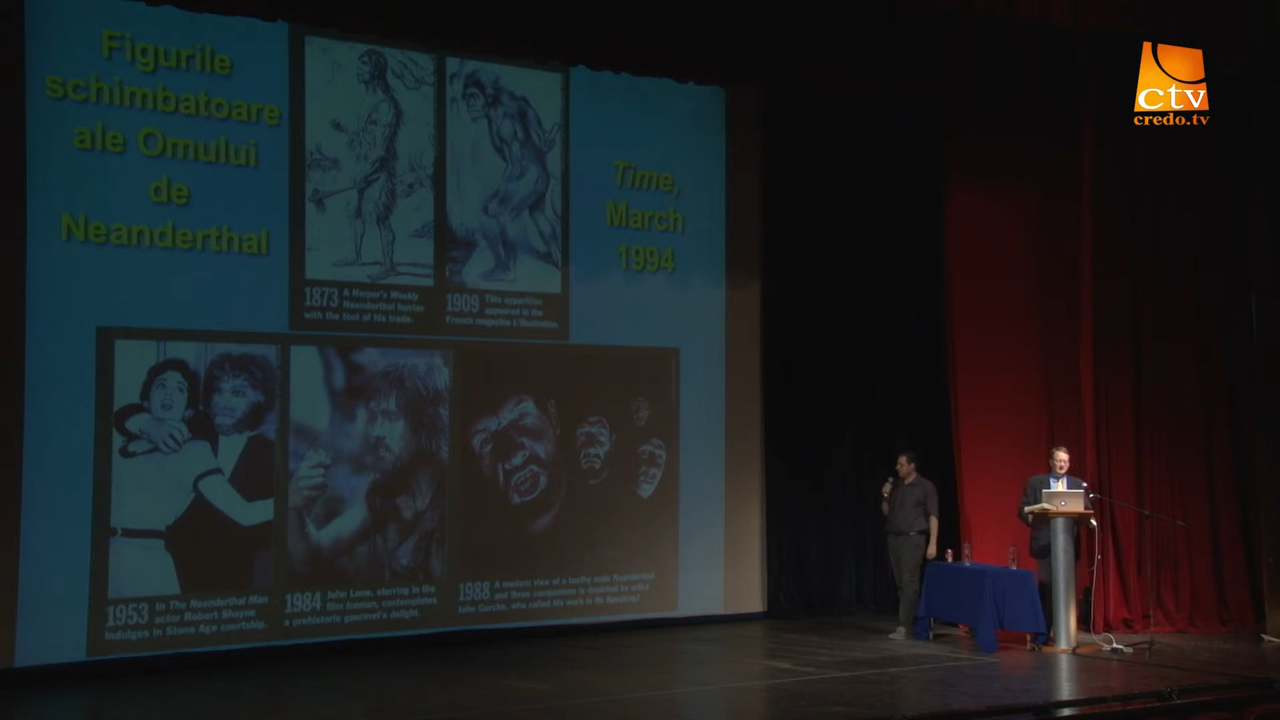 Figurile
schimbatoare
ale Omului
de
Neanderthal
Time,
March
1994
1873 A Harper's Weekly
Neanderthal hunter
with the tool of his trade.
1909 This apparition
appeared in the
French magazine L'Illustration.
1953 In The Neanderthal Man
actor Robert Shayne
indulges in Stone Age courtship.
1984 John Lone, starring in the
film Iceman, contemplates
a prehistoric gourmet's delight.
1988 A modern view of a toothy male Neanderthal
and three companions is depicted by artist
John Gurche, who called his work Is He Speaking?
ctv
credo.tv